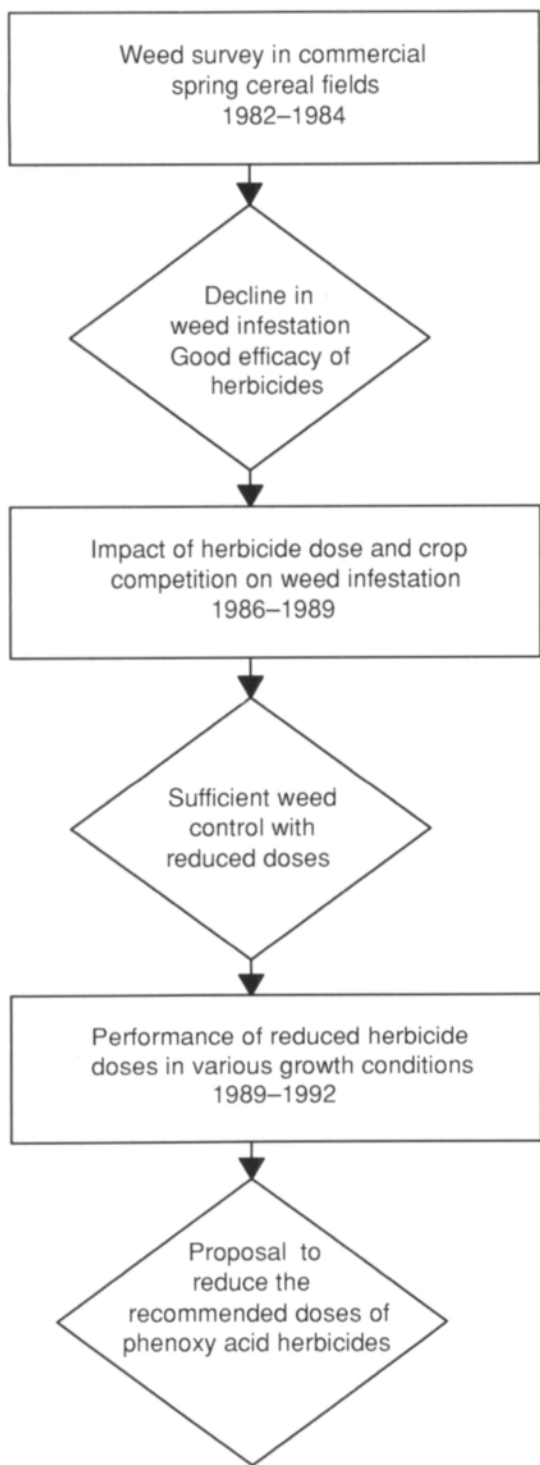 Weed survey in commercial
spring cereal fields
1982–1984
Decline in
weed infestation
Good efficacy of
herbicides
Impact of herbicide dose and crop
competition on weed infestation
1986–1989
Sufficient weed
control with
reduced doses
Performance of reduced herbicide
doses in various growth conditions
1989–1992
Proposal to
reduce the
recommended doses of
phenoxy acid herbicides